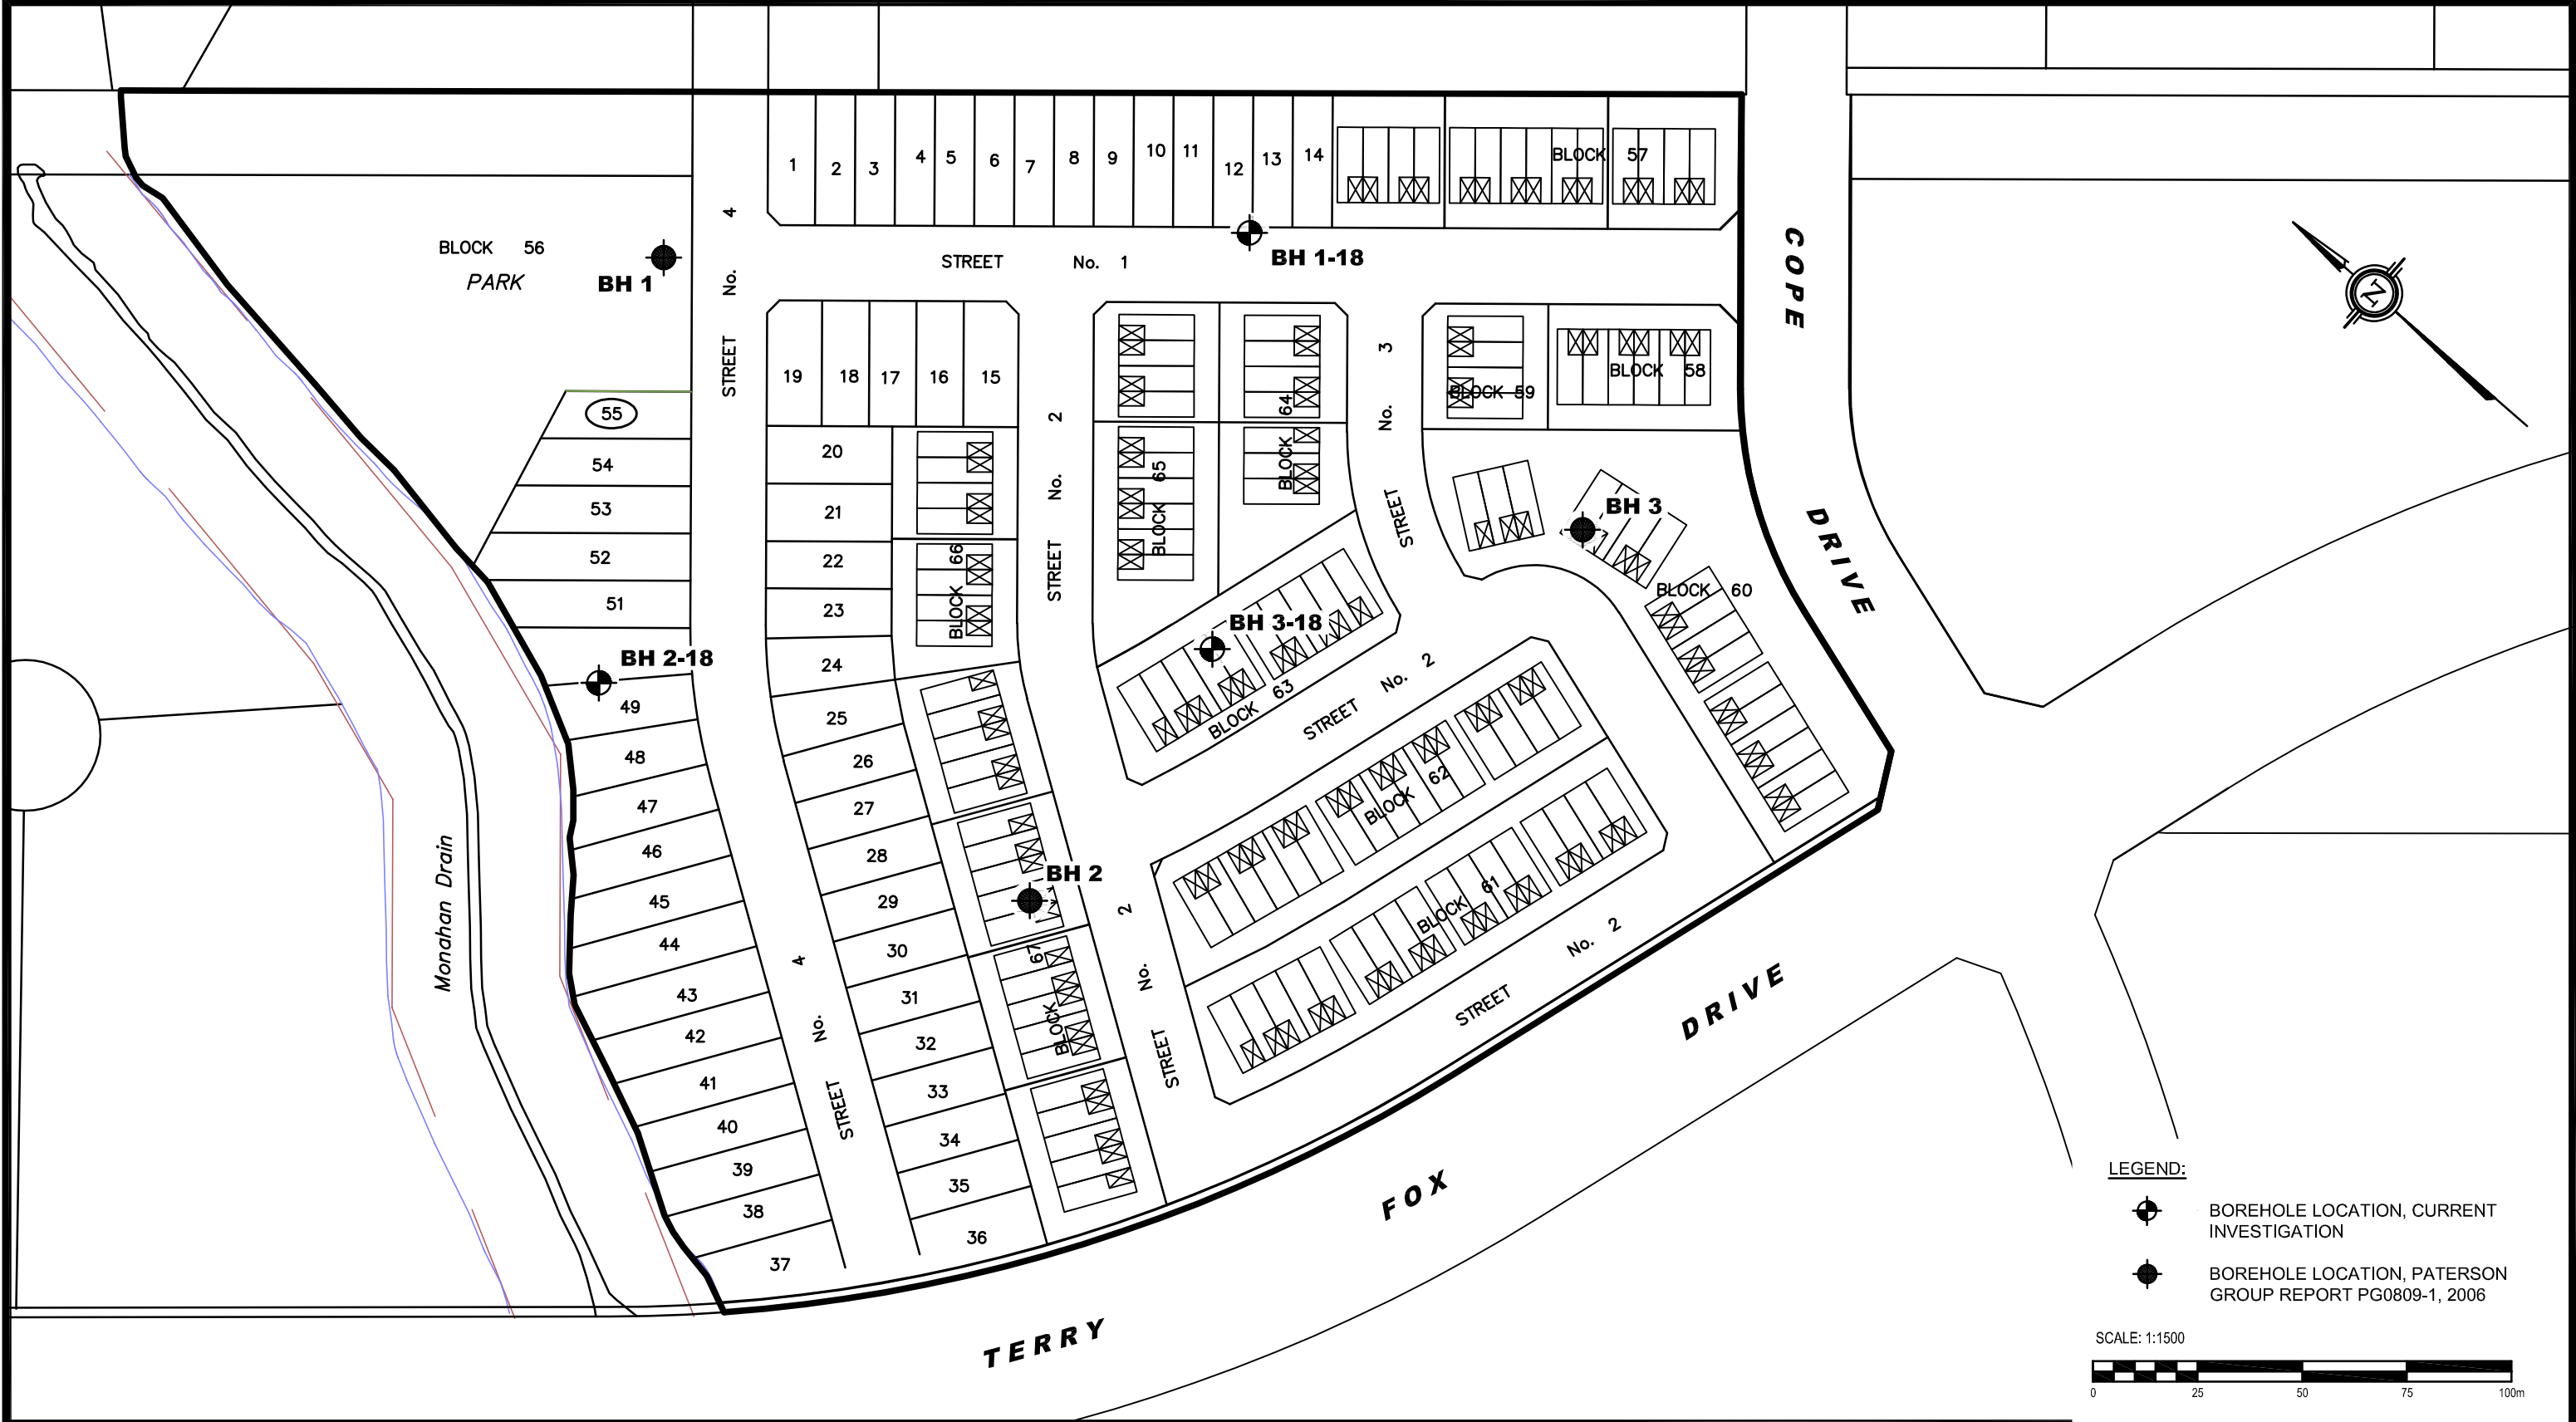 1 2 3 4 5 6 7 8 9 10 11 12 13 14
BLOCK 57
STREET No. 4
BLOCK 56
PARK
BH 1
STREET No. 1
BH 1-18
COPE DRIVE
N
19 18 17 16 15
STREET No. 2
BLOCK 64
BLOCK 65
STREET No. 3
BLOCK 59
BLOCK 58
55
54
53
52
51
20
21
22
23
24
BLOCK 66
BH 3
BLOCK 60
BH 3-18
BLOCK 63
STREET No. 2
BH 2-18
49
48
47
46
45
44
43
42
41
40
39
38
37
25
26
27
28
29
30
31
32
33
34
35
36
Monahan Drain
STREET No. 4
BH 2
BLOCK 67
STREET No. 2
BLOCK 62
BLOCK 61
STREET No. 2
TERRY FOX DRIVE
LEGEND:
BOREHOLE LOCATION, CURRENT
INVESTIGATION
BOREHOLE LOCATION, PATERSON
GROUP REPORT PG0809-1, 2006
SCALE: 1:1500
0 25 50 75 100m